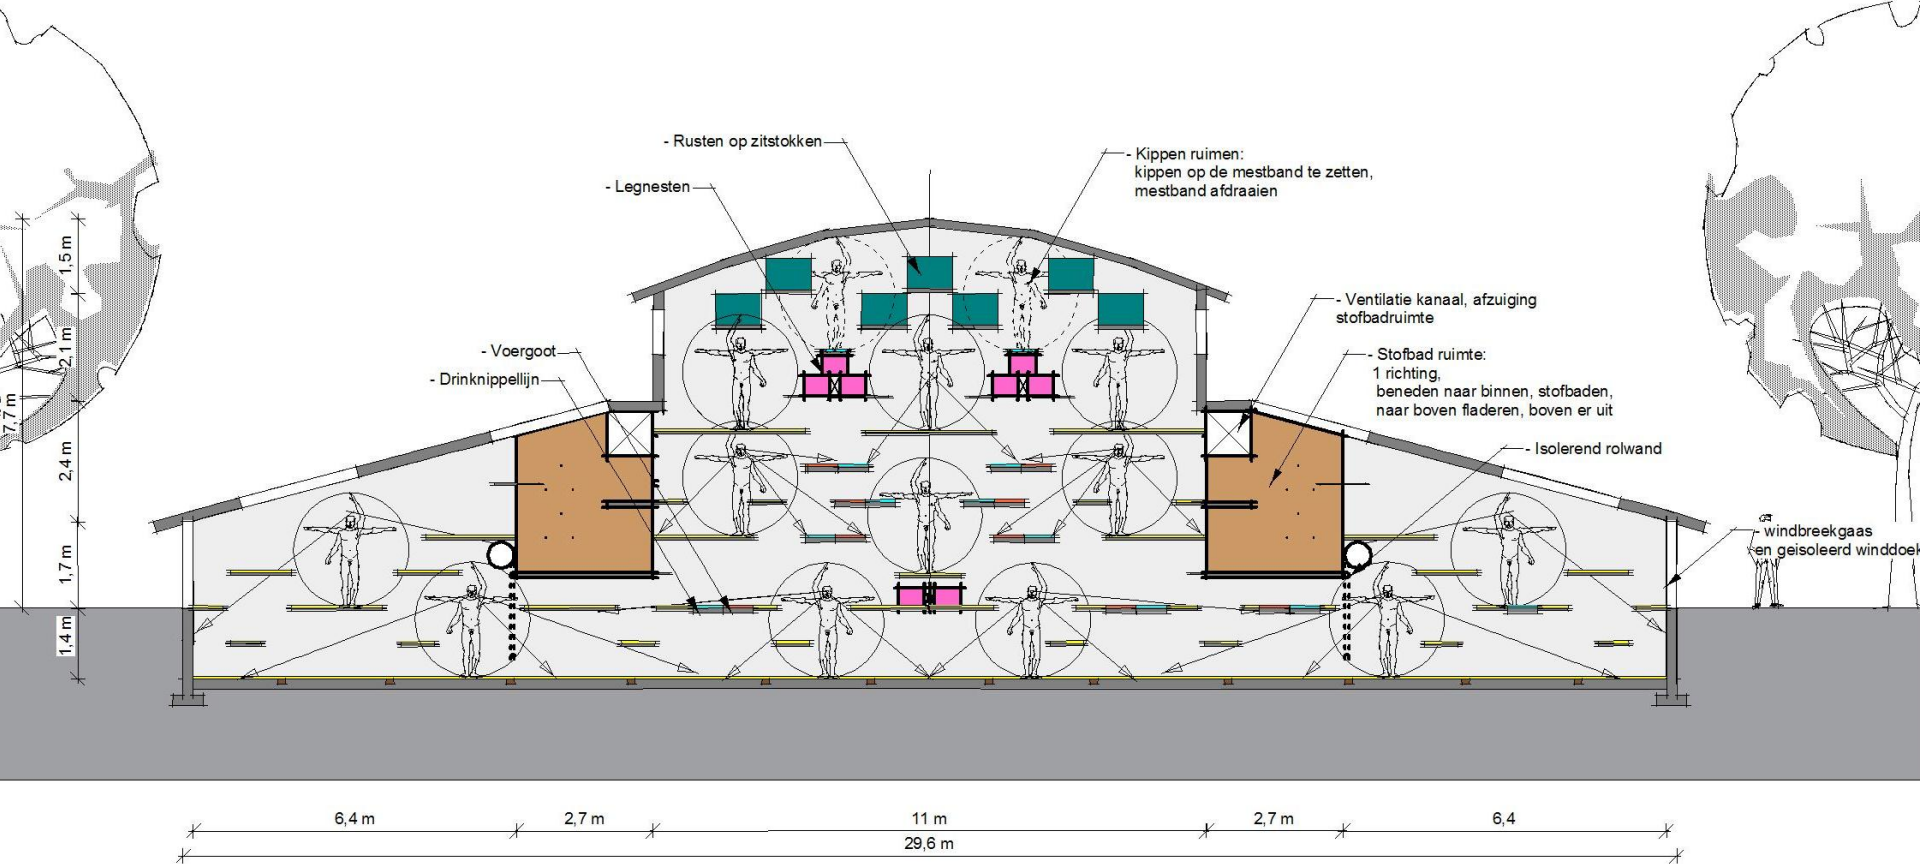 - Rusten op zitstokken
- Kippen ruimen:
kippen op de mestband te zetten,
mestband afdraaien
- Legnesten
- Ventilatie kanaal, afzuiging
stofbadruimte
- Voergoot
- Drinknippellijn
- Stofbad ruimte:
1 richting,
beneden naar binnen, stofbaden,
naar boven fladeren, boven er uit
- Isolerend rolwand
- windbreekgaas
en geisoleerd winddoek
1,5 m
2,1 m
7,7 m
2,4 m
1,7 m
1,4 m
6,4 m
2,7 m
11 m
2,7 m
6,4
29,6 m